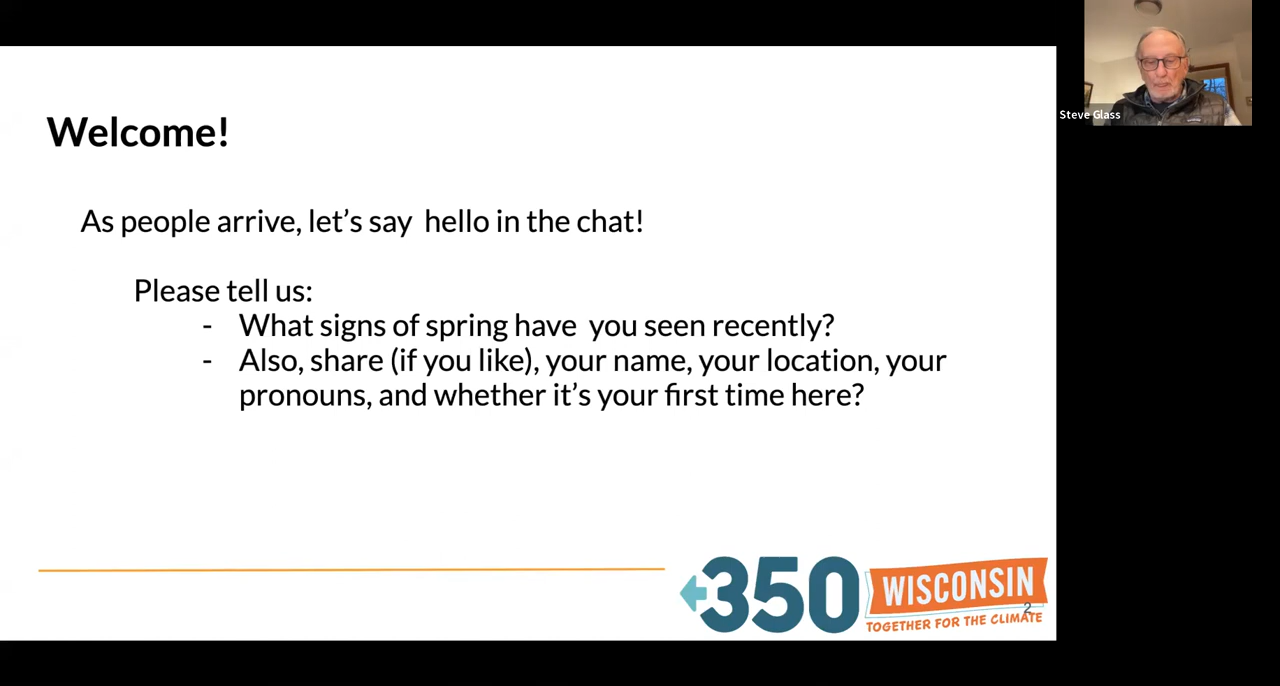 Welcome!
As people arrive, let’s say  hello in the chat!
Please tell us:
- What signs of spring have  you seen recently?
- Also, share (if you like), your name, your location, your
pronouns, and whether it’s your first time here?
350 WISCONSIN
TOGETHER FOR THE CLIMATE
2
Steve Glass